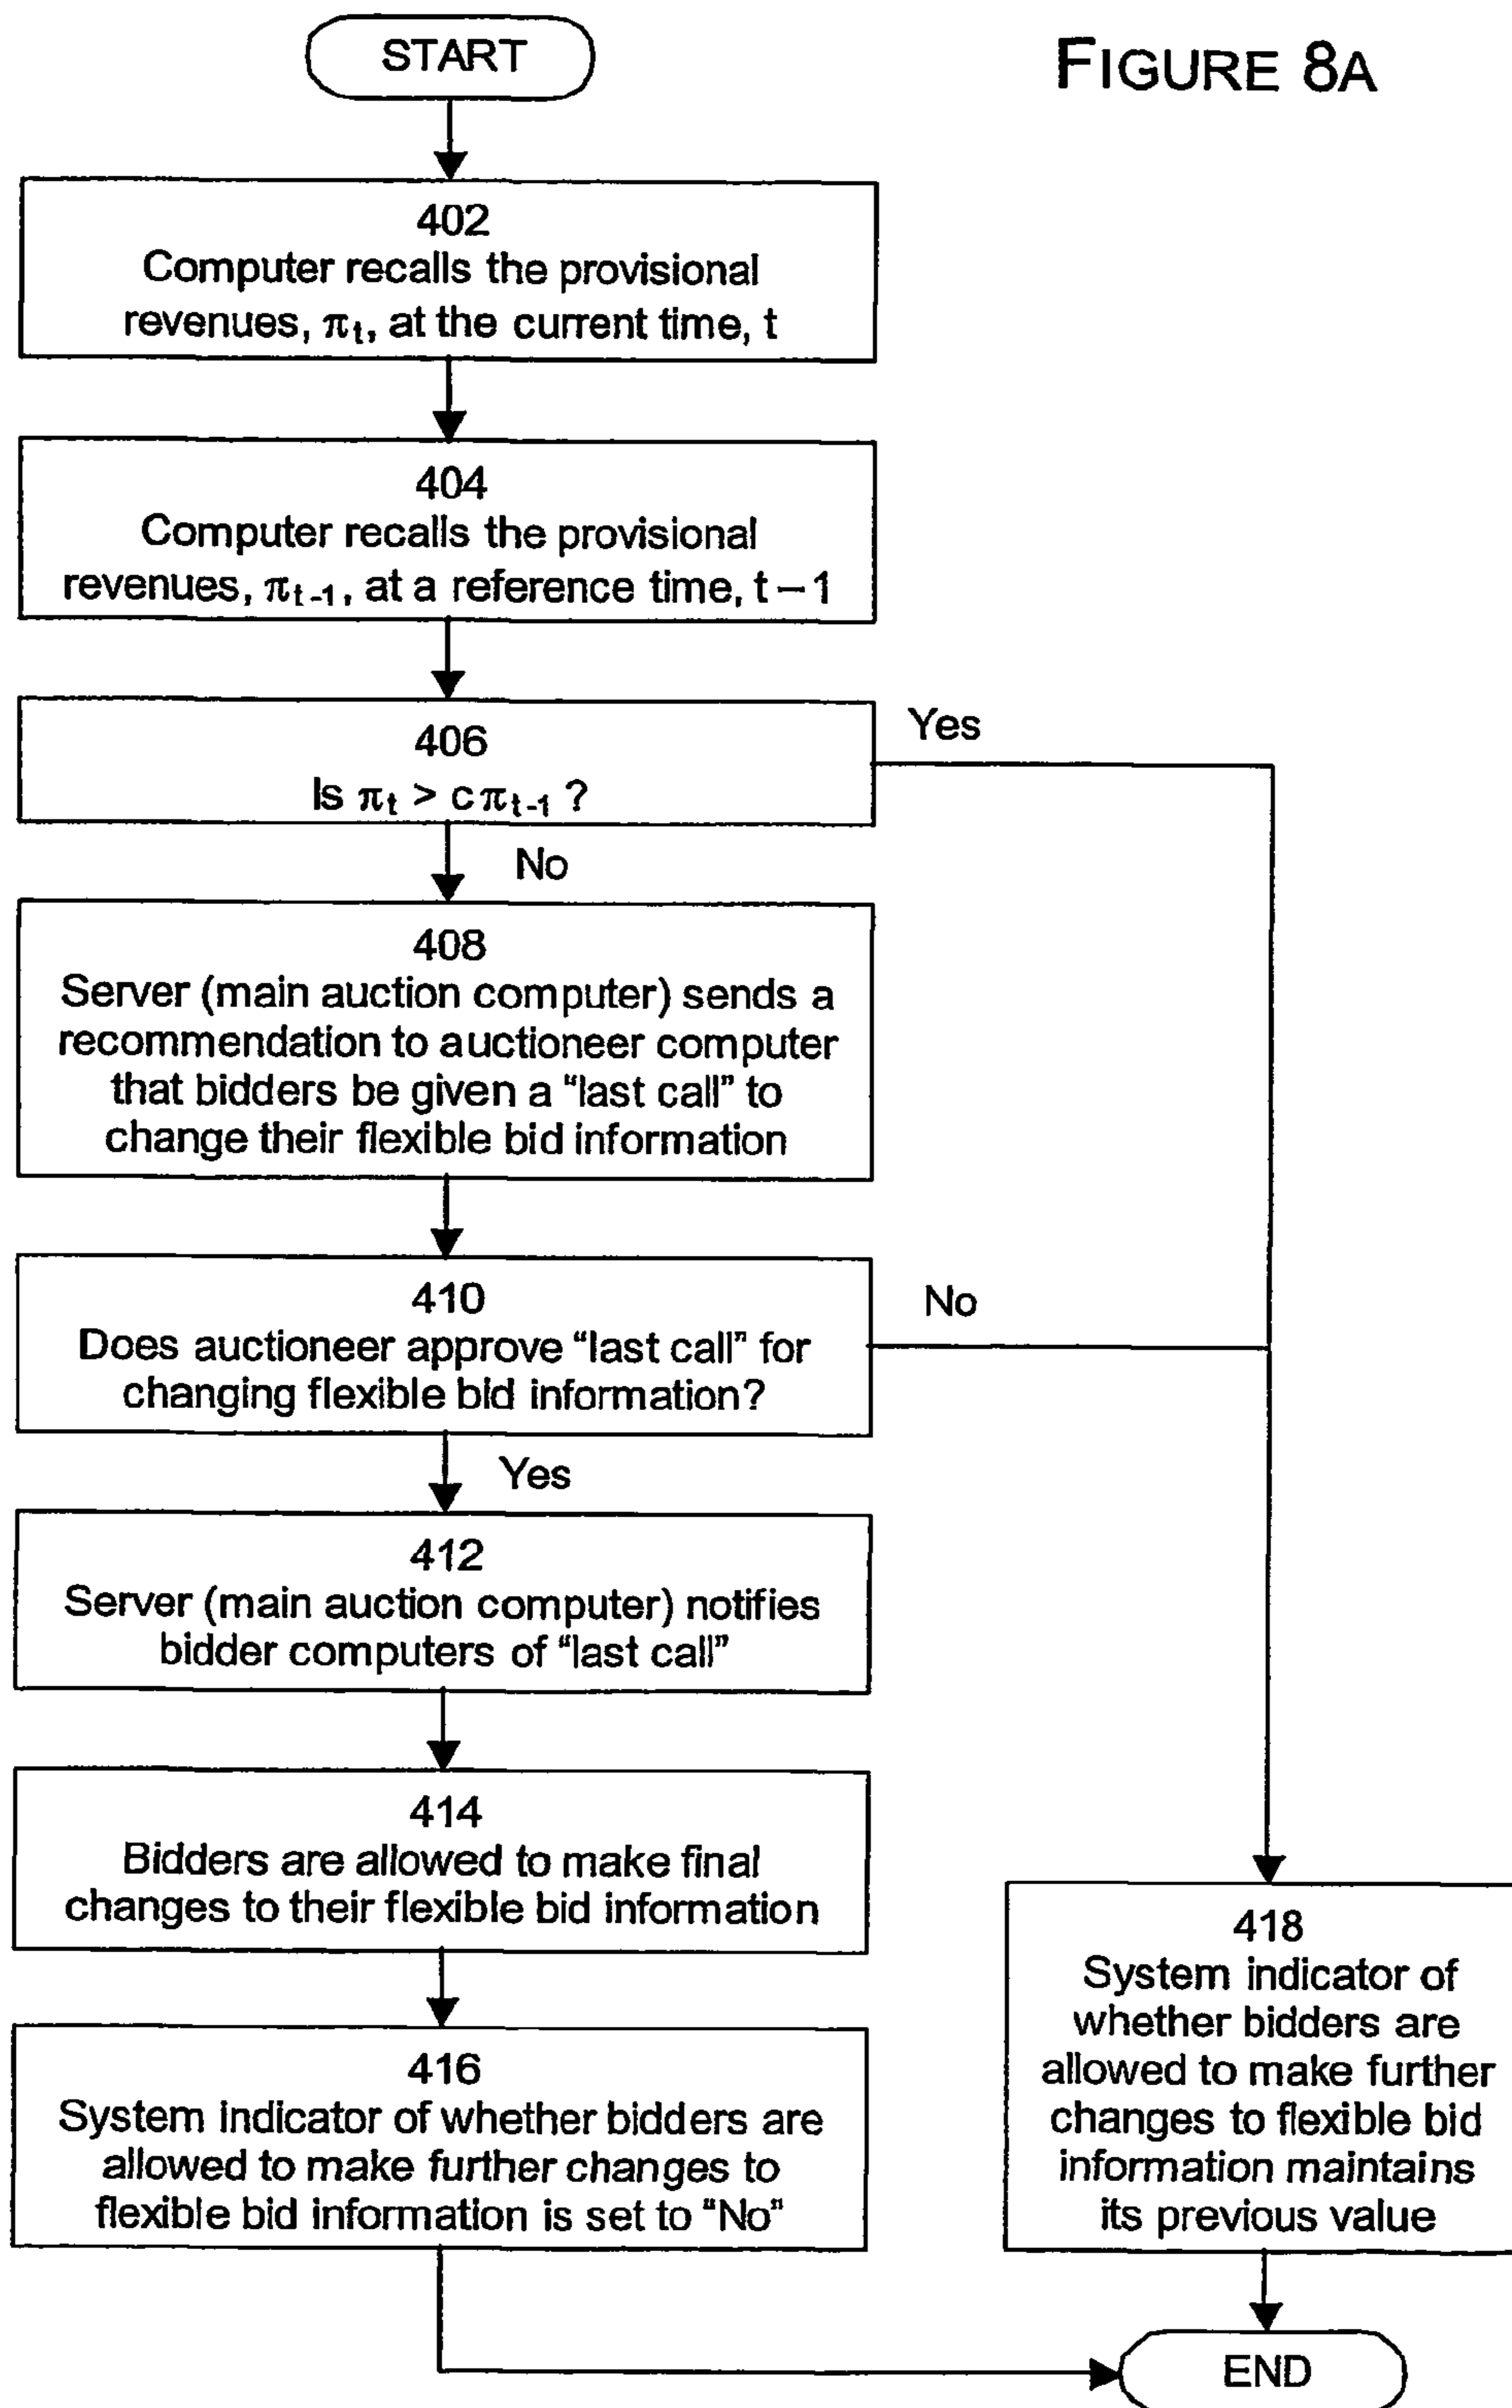 START
FIGURE 8A
402
Computer recalls the provisional
revenues, πt, at the current time, t
404
Computer recalls the provisional
revenues, πt-1, at a reference time, t – 1
406
Is πt > cπt-1 ?
Yes
No
408
Server (main auction computer) sends a
recommendation to auctioneer computer
that bidders be given a “last call” to
change their flexible bid information
410
Does auctioneer approve “last call” for
changing flexible bid information?
No
Yes
412
Server (main auction computer) notifies
bidder computers of “last call”
414
Bidders are allowed to make final
changes to their flexible bid information
416
System indicator of whether bidders are
allowed to make further changes to
flexible bid information is set to “No”
418
System indicator of
whether bidders are
allowed to make further
changes to flexible bid
information maintains
its previous value
END